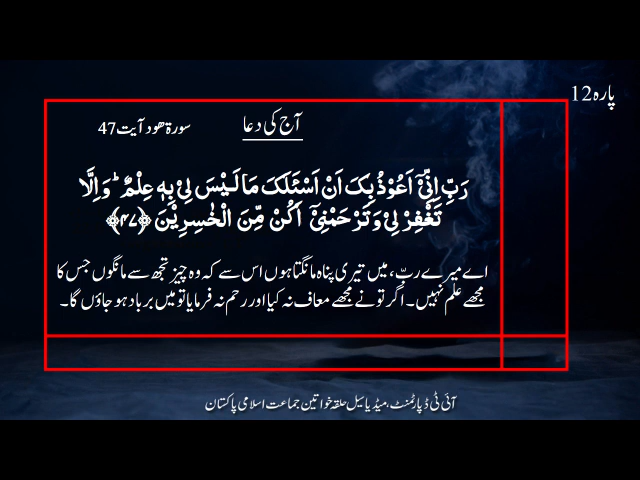 پارہ 12
آج کی دعا
سورۃ ھود آیت 47
رَبِّ اِنِّیْۤ اَعُوْذُ بِکَ اَنْ اَسْئَلَکَ مَا لَیْسَ لِیْ بِهٖ عِلْمٌ ؕ وَ اِلَّا
تَغْفِرْ لِیْ وَ تَرْحَمْنِیْۤ اَکُنْ مِّنَ الْخٰسِرِیْنَ ﴿۴۷﴾
اے میرے ربّ، میں تیری پناہ مانگتا ہوں اس سے کہ وہ چیز تجھ سے مانگوں جس کا
مجھے علم نہیں۔ اگر تو نے مجھے معاف نہ کیا اور رحم نہ فرمایا تو میں برباد ہو جاؤں گا۔
آئی ٹی ڈپارٹمنٹ، میڈیا سیل حلقہ خواتین جماعت اسلامی پاکستان